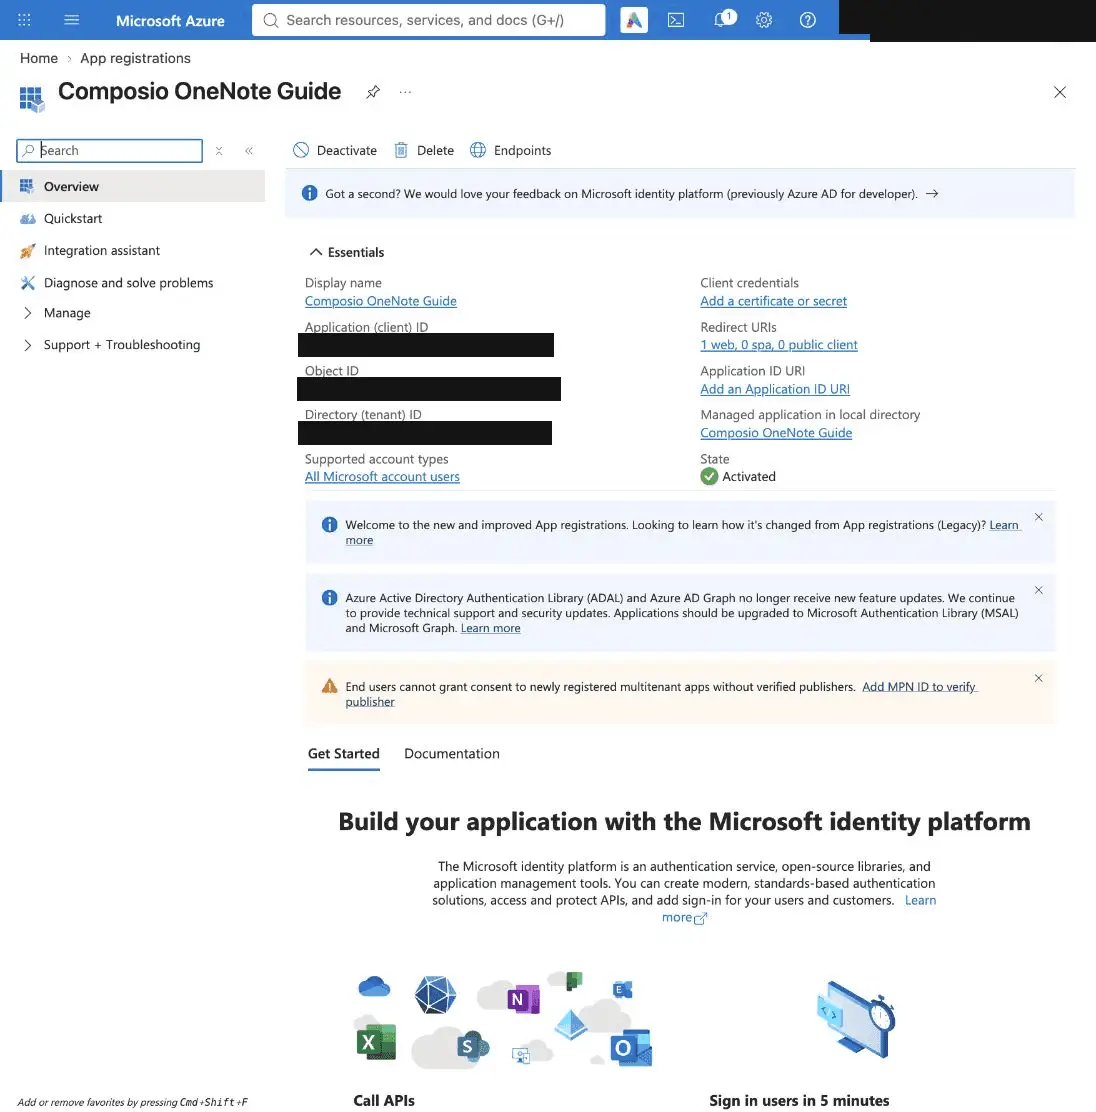 Microsoft Azure
Search resources, services, and docs (G+/)
1
Home > App registrations
Composio OneNote Guide
...
Search
Overview
Quickstart
Integration assistant
Diagnose and solve problems
Manage
Support + Troubleshooting
Deactivate
Delete
Endpoints
Got a second? We would love your feedback on Microsoft identity platform (previously Azure AD for developer). →
Essentials
Display name
Composio OneNote Guide
Application (client) ID
Object ID
Directory (tenant) ID
Supported account types
All Microsoft account users
Client credentials
Add a certificate or secret
Redirect URIs
1 web, 0 spa, 0 public client
Application ID URI
Add an Application ID URI
Managed application in local directory
Composio OneNote Guide
State
Activated
Welcome to the new and improved App registrations. Looking to learn how it's changed from App registrations (Legacy)? Learn
more
Azure Active Directory Authentication Library (ADAL) and Azure AD Graph no longer receive new feature updates. We continue
to provide technical support and security updates. Applications should be upgraded to Microsoft Authentication Library (MSAL)
and Microsoft Graph. Learn more
End users cannot grant consent to newly registered multitenant apps without verified publishers. Add MPN ID to verify
publisher
Get Started
Documentation
Build your application with the Microsoft identity platform
The Microsoft identity platform is an authentication service, open-source libraries, and
application management tools. You can create modern, standards-based authentication
solutions, access and protect APIs, and add sign-in for your users and customers. Learn
more
N
E
X
S
O
Call APIs
Sign in users in 5 minutes
Add or remove favorites by pressing Cmd+Shift+F